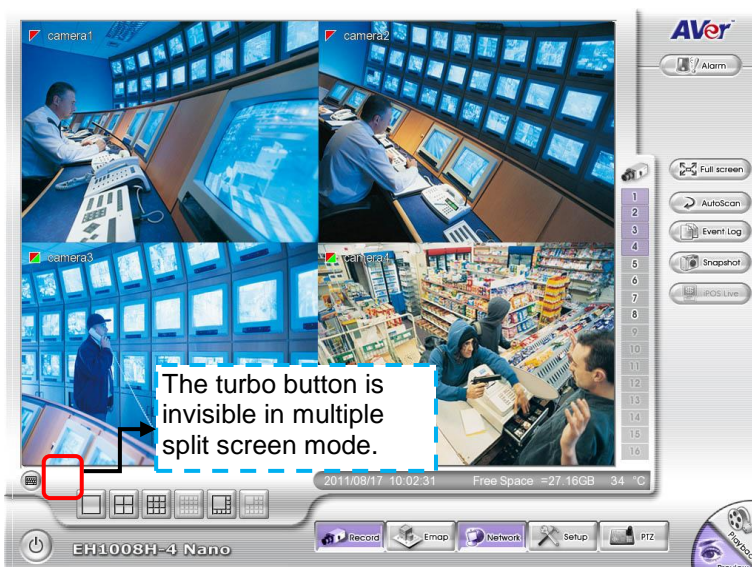 AVer
camera1
camera2
Alarm
Full screen
1
2
AutoScan
3
Event Log
4
camera3
camera4
5
Snapshot
6
7
iPOS Live
8
9
10
11
The turbo button is
invisible in multiple
split screen mode.
12
13
14
15
16
2011/08/17 10:02:31 Free Space =27.16GB 34 °C
Record
Emap
Network
Setup
PTZ
EH1008H-4 Nano
Playback
Preview